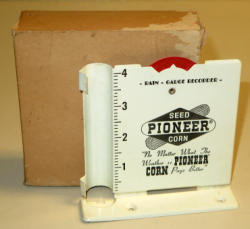 - RAIN - GAUGE RECORDER -
4
3
2
1
SEED
PIONEER
CORN
"No Matter What The
Weather is PIONEER
CORN Pays Better"